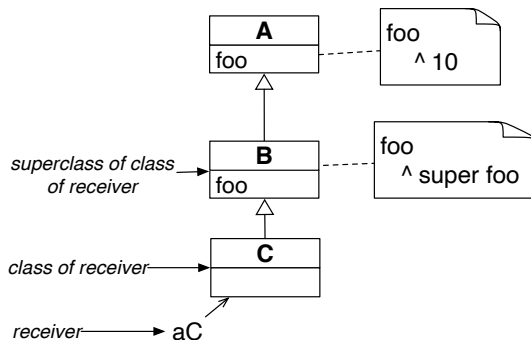 A
foo
foo
^ 10
superclass of class
of receiver
B
foo
foo
^ super foo
class of receiver
C
receiver
aC